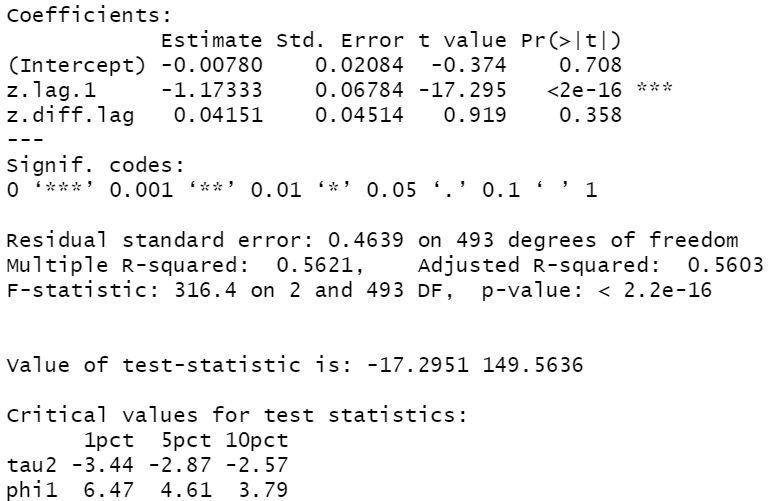 Coefficients:
            Estimate Std. Error t value Pr(>|t|)
(Intercept) -0.00780    0.02084  -0.374    0.708
z.lag.1     -1.17333    0.06784 -17.295   <2e-16 ***
z.diff.lag   0.04151    0.04514   0.919    0.358
---
Signif. codes:
0 ‘***’ 0.001 ‘**’ 0.01 ‘*’ 0.05 ‘.’ 0.1 ‘ ’ 1
Residual standard error: 0.4639 on 493 degrees of freedom
Multiple R-squared:  0.5621,    Adjusted R-squared:  0.5603
F-statistic: 316.4 on 2 and 493 DF,  p-value: < 2.2e-16
Value of test-statistic is: -17.2951 149.5636
Critical values for test statistics:
      1pct  5pct 10pct
tau2 -3.44 -2.87 -2.57
phi1  6.47  4.61  3.79